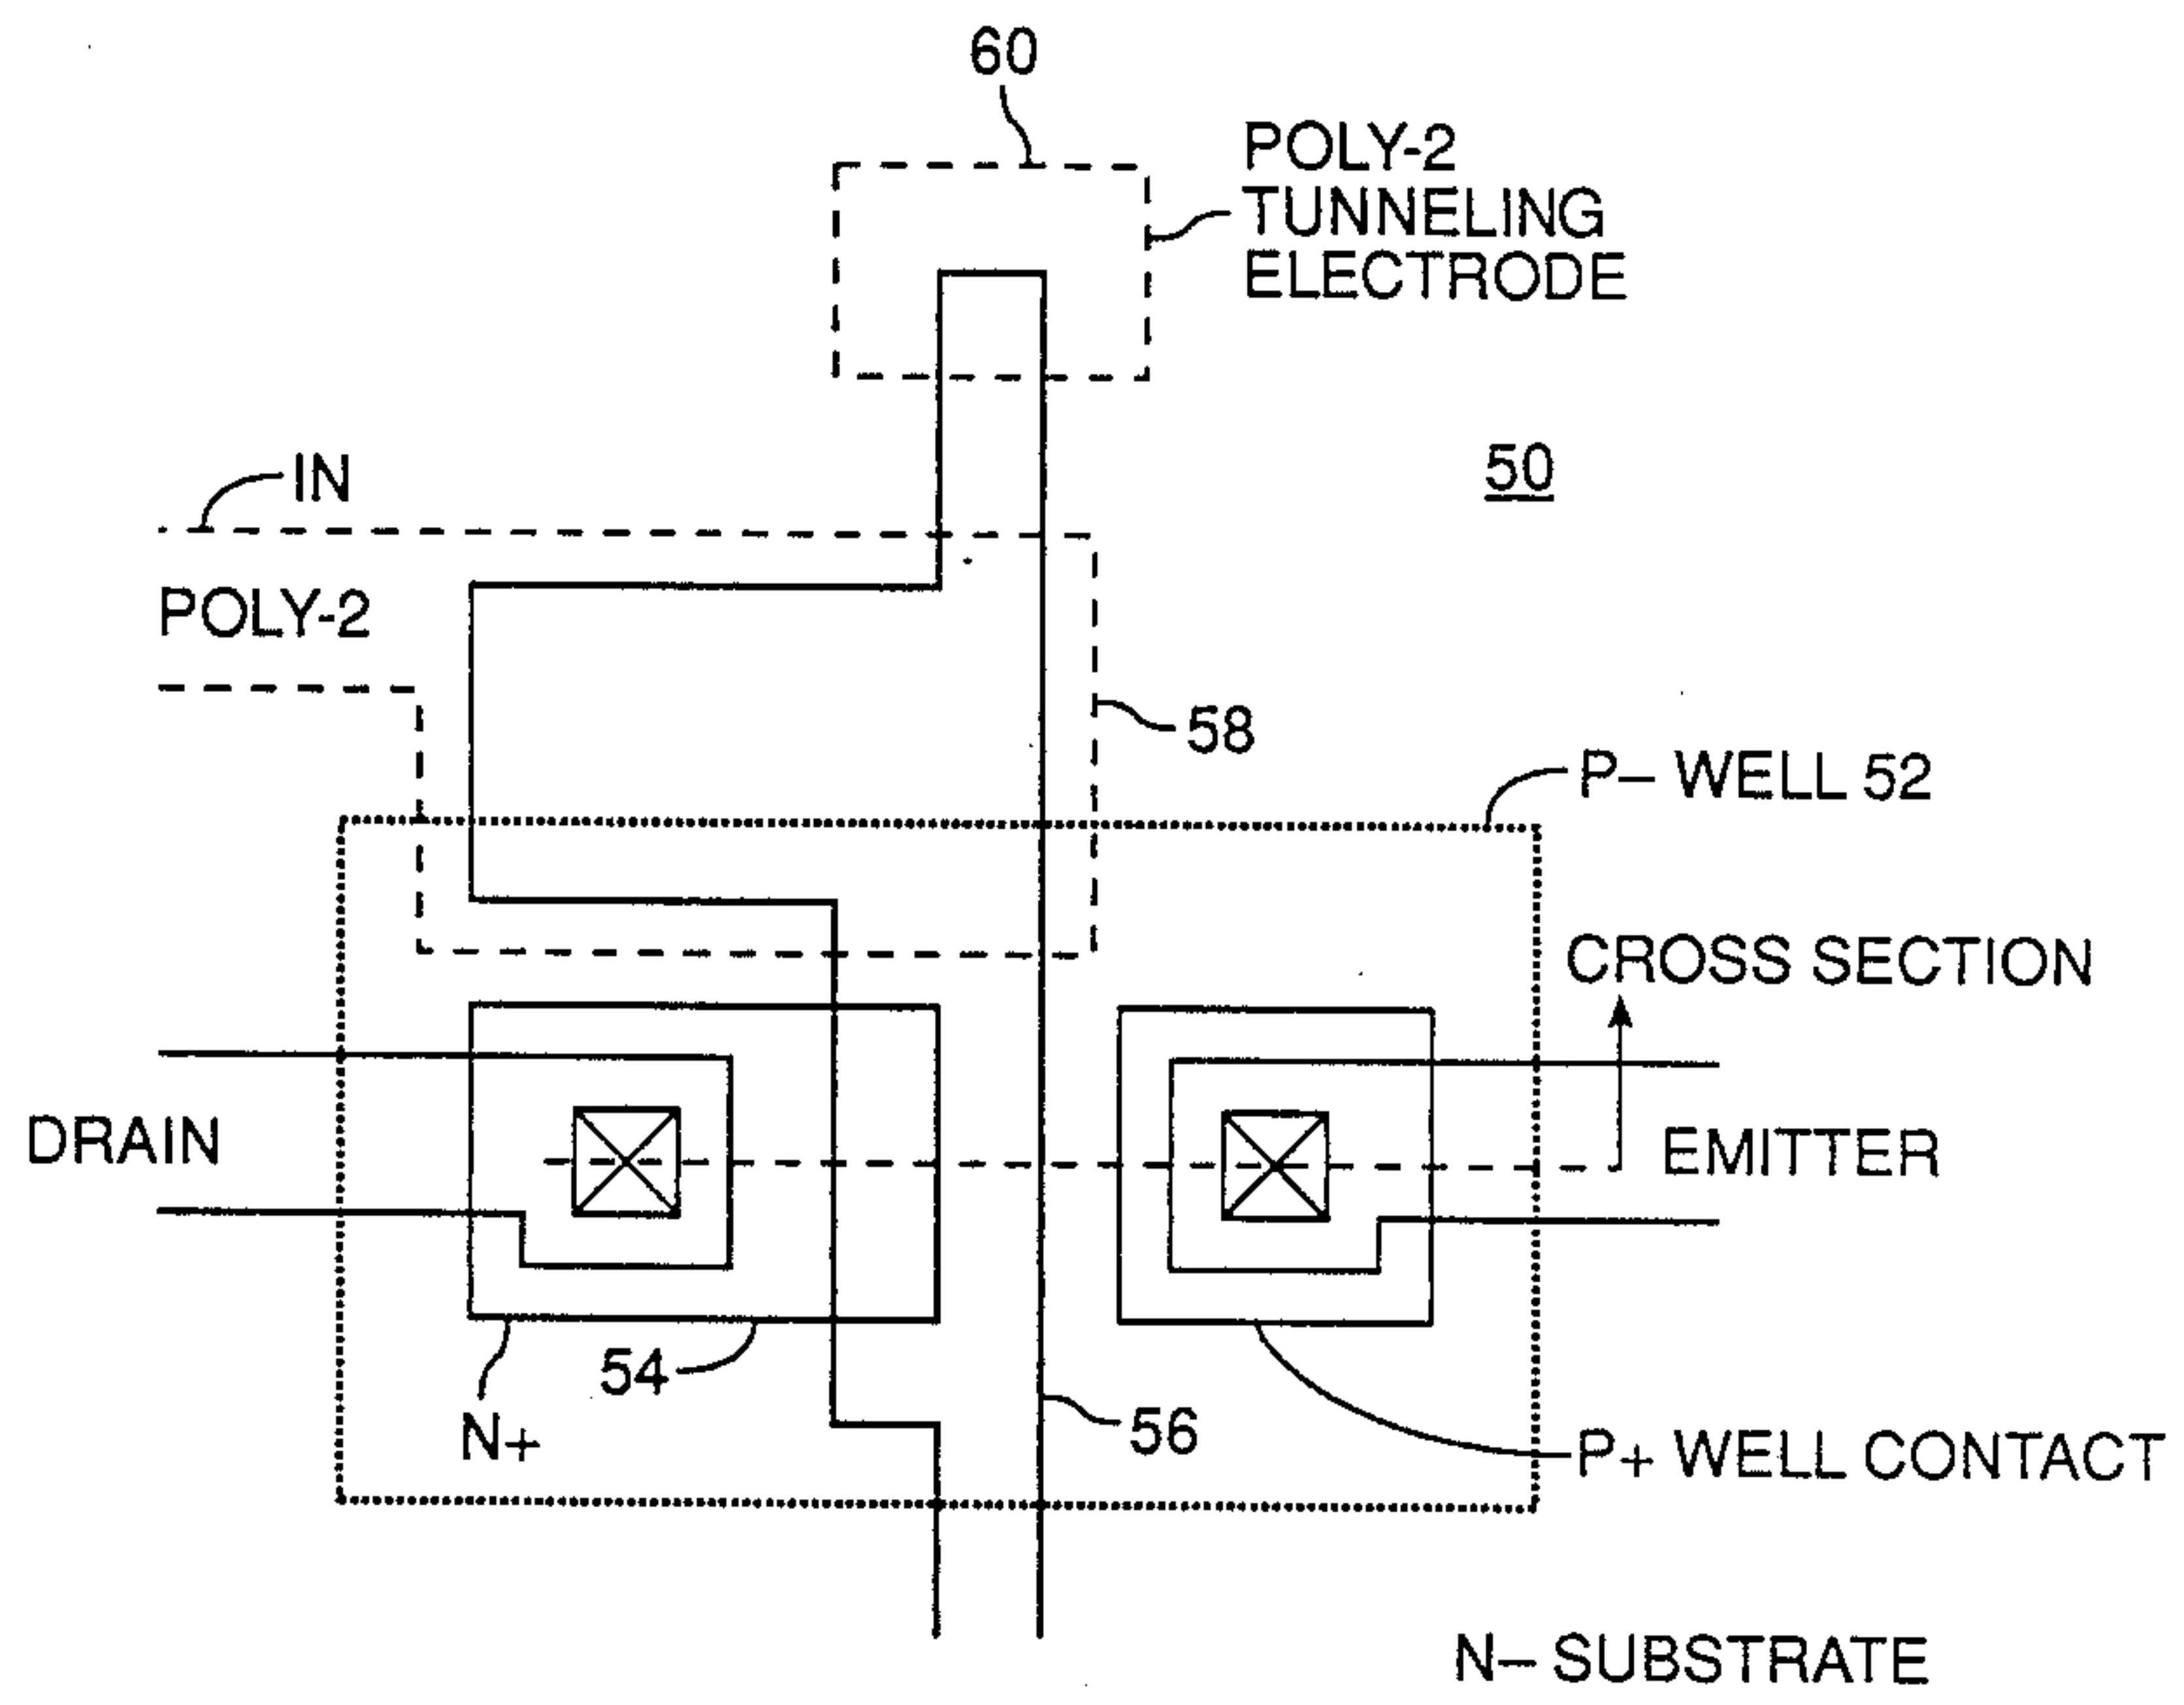 60
POLY-2
TUNNELING
ELECTRODE
IN
50
POLY-2
58
P– WELL 52
CROSS SECTION
DRAIN
EMITTER
54
N+
56
P+ WELL CONTACT
N– SUBSTRATE